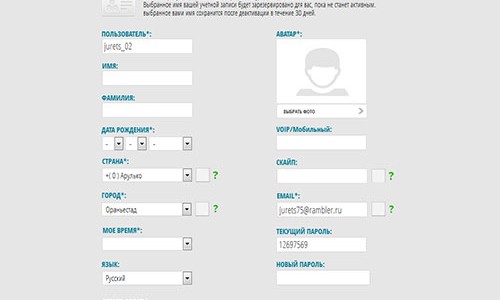 Выбранное имя вашей учетной записи будет зарезервировано для вас, пока не станет активным.
выбранное вами имя сохранится после деактивации в течение 30 дней.
ПОЛЬЗОВАТЕЛЬ*:
jurets_02
ИМЯ:
ФАМИЛИЯ:
ДАТА РОЖДЕНИЯ*:
- - -
СТРАНА*:
+( 0 ) Арулько ?
ГОРОД*:
Ораньестад ?
МОЕ ВРЕМЯ*:
ЯЗЫК:
Русский
АВАТАР*:
ВЫБРАТЬ ФОТО >
VOIP/Мобильный:
СКАЙП:
?
EMAIL*:
jurets75@rambler.ru ?
ТЕКУЩИЙ ПАРОЛЬ:
12697569
НОВЫЙ ПАРОЛЬ: